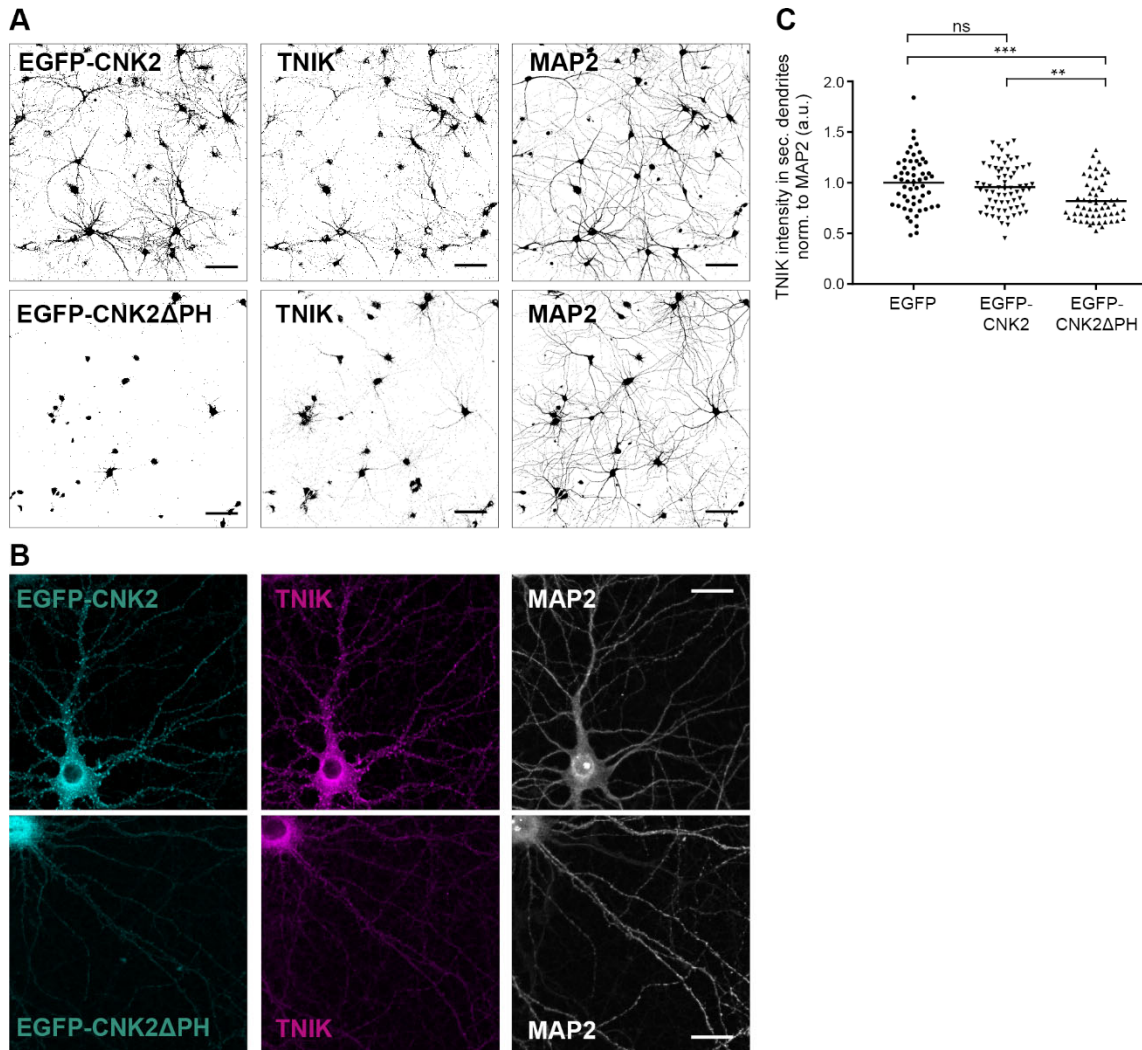 A
EGFP-CNK2
TNIK
MAP2
EGFP-CNK2ΔPH
TNIK
MAP2
B
EGFP-CNK2
TNIK
MAP2
EGFP-CNK2ΔPH
TNIK
MAP2
C
ns
***
**
TNIK intensity in sec. dendrites
norm. to MAP2 (a.u.)
2.0
1.5
1.0
0.5
0.0
EGFP
EGFP-
CNK2
EGFP-
CNK2ΔPH